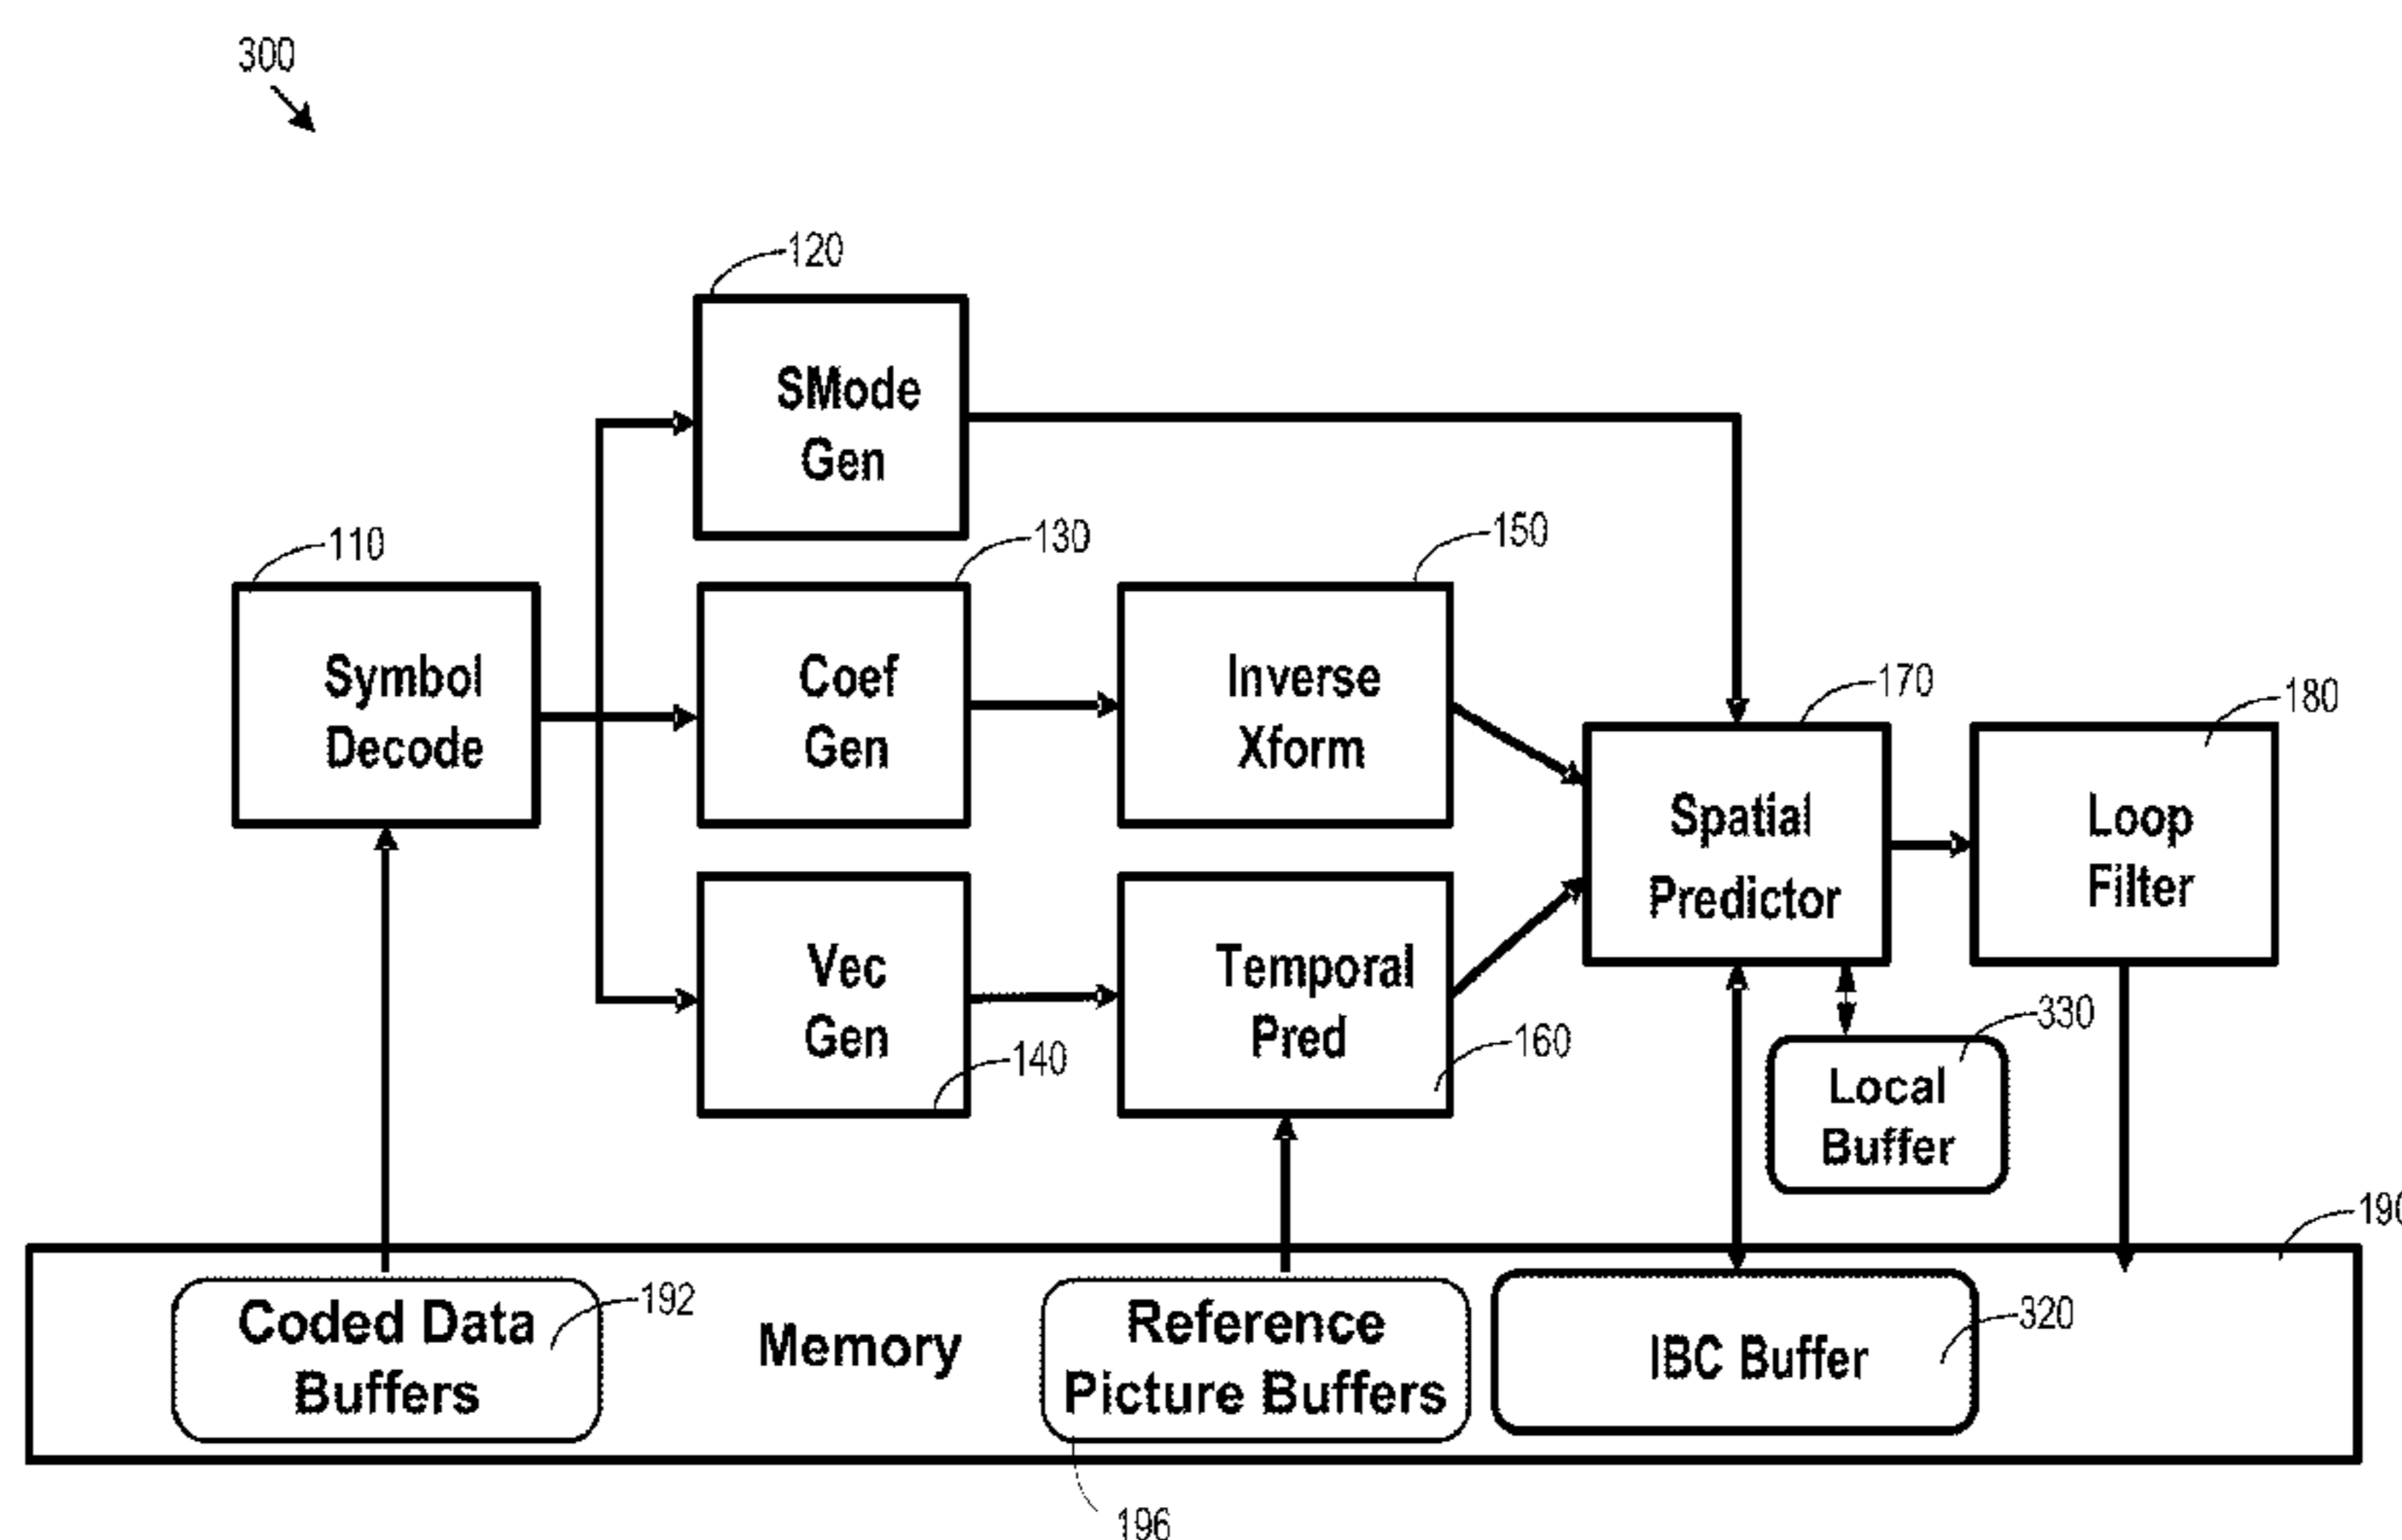 300
120
SMode
Gen
110
Symbol
Decode
130
Coef
Gen
150
Inverse
Xform
170
Spatial
Predictor
180
Loop
Filter
Vec
Gen
140
Temporal
Pred
160
330
Local
Buffer
190
Coded Data
Buffers
192
Memory
Reference
Picture Buffers
196
IBC Buffer
320